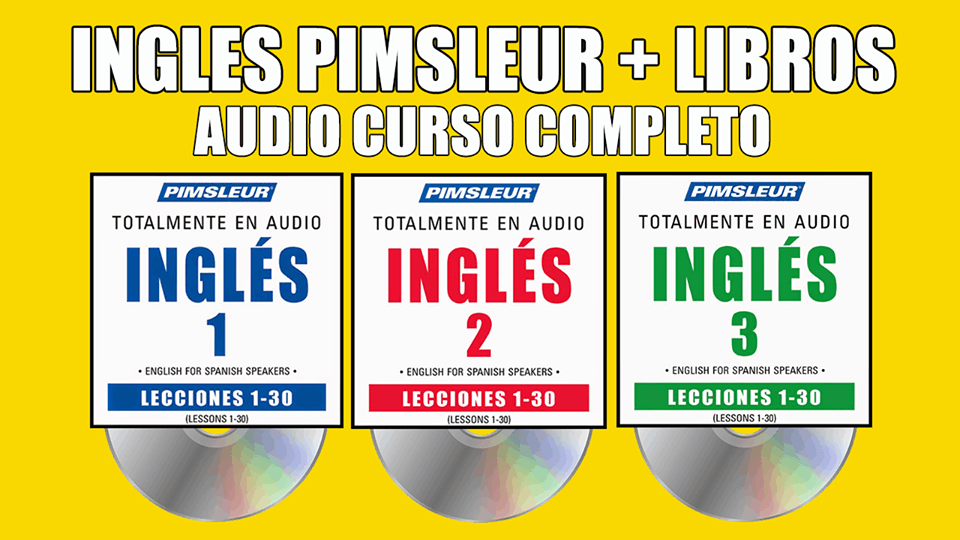 INGLES PIMSLEUR + LIBROS
AUDIO CURSO COMPLETO
PIMSLEUR
TOTALMENTE EN AUDIO
INGLÉS
1
• ENGLISH FOR SPANISH SPEAKERS •
LECCIONES 1-30
(LESSONS 1-30)
PIMSLEUR
TOTALMENTE EN AUDIO
INGLÉS
2
• ENGLISH FOR SPANISH SPEAKERS •
LECCIONES 1-30
(LESSONS 1-30)
PIMSLEUR
TOTALMENTE EN AUDIO
INGLÉS
3
• ENGLISH FOR SPANISH SPEAKERS •
LECCIONES 1-30
(LESSONS 1-30)